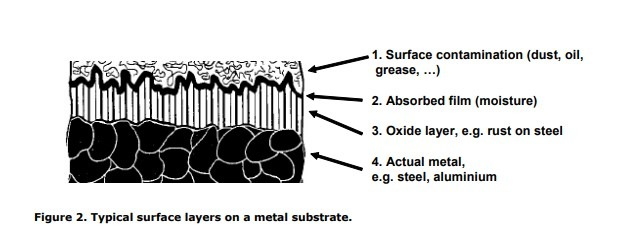 1. Surface contamination (dust, oil,
grease, ...)
2. Absorbed film (moisture)
3. Oxide layer, e.g. rust on steel
4. Actual metal,
e.g. steel, aluminium
Figure 2. Typical surface layers on a metal substrate.